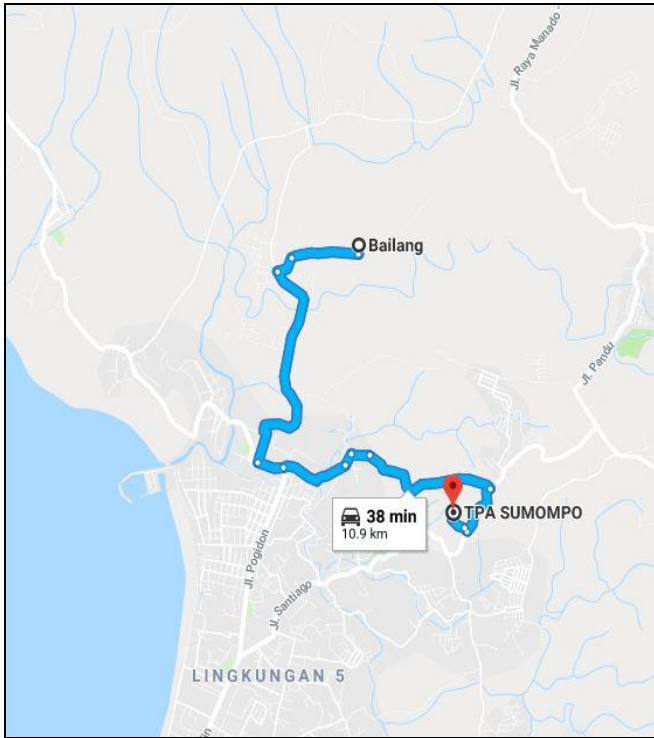 Jl. Raya Manado
Bailang
Jl. Pandu
38 min
10.9 km
TPA SUMOMPO
Jl. Pogidon
Jl. Santiago
LINGKUNGAN 5